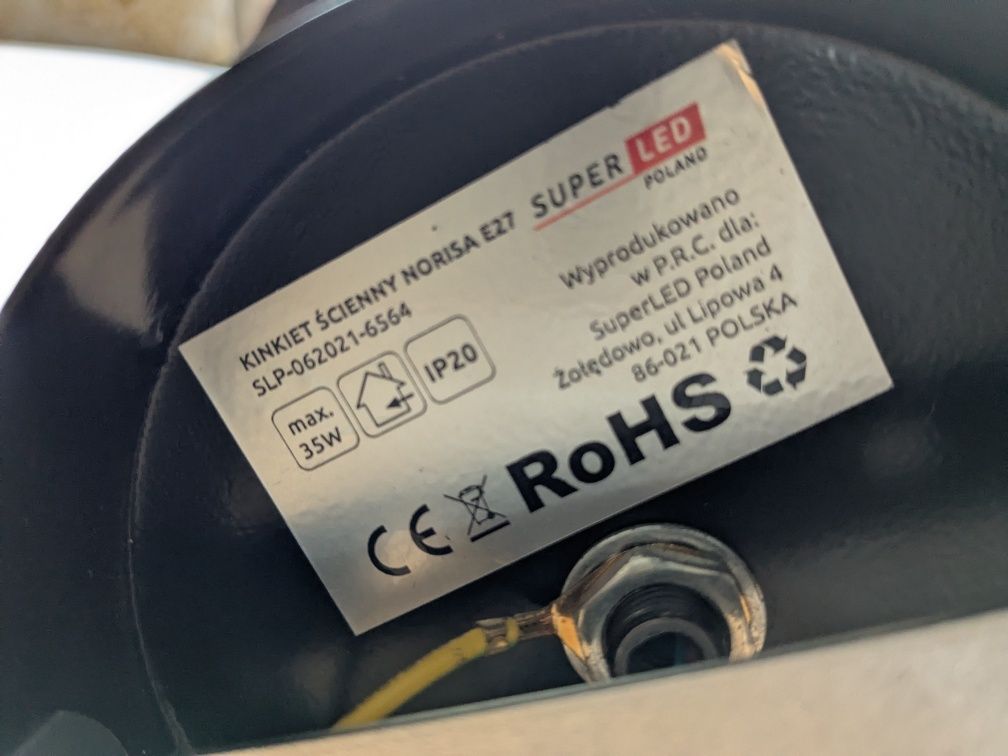 KINKIET ŚCIENNY NORISA E27
SLP-062021-6564
max.
35W
IP20
SUPER LED
POLAND
Wyprodukowano
w P.R.C. dla:
SuperLED Poland
Żołędowo, ul Lipowa 4
86-021 POLSKA
CE
RoHS